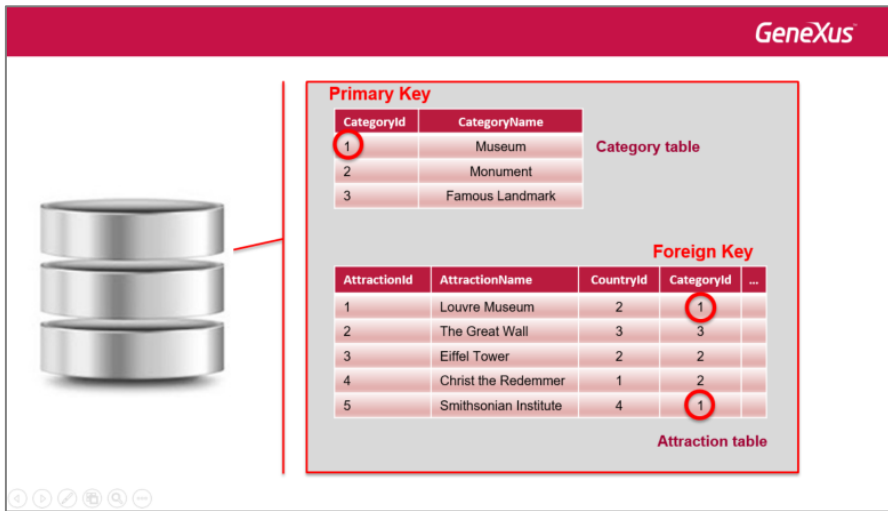 GeneXus™
Primary Key
CategoryId CategoryName
1 Museum
2 Monument
3 Famous Landmark
Category table
Foreign Key
AttractionId AttractionName CountryId CategoryId ...
1 Louvre Museum 2 1
2 The Great Wall 3 3
3 Eiffel Tower 2 2
4 Christ the Redemmer 1 2
5 Smithsonian Institute 4 1
Attraction table